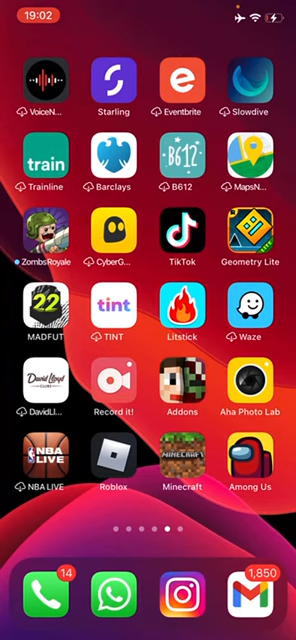 19:02
VoiceN...
Starling
Eventbrite
Slowdive
train
B612
Trainline
Barclays
B612
MapsN...
ZombsRoyale
CyberG...
TikTok
Geometry Lite
22
tint
MADFUT
TINT
Litstick
Waze
David Lloyd
CLUBS
DavidLl...
Record it!
Addons
Aha Photo Lab
NBA
LIVE
MINECRAFT
NBA LIVE
Roblox
Minecraft
Among Us
14
1,850